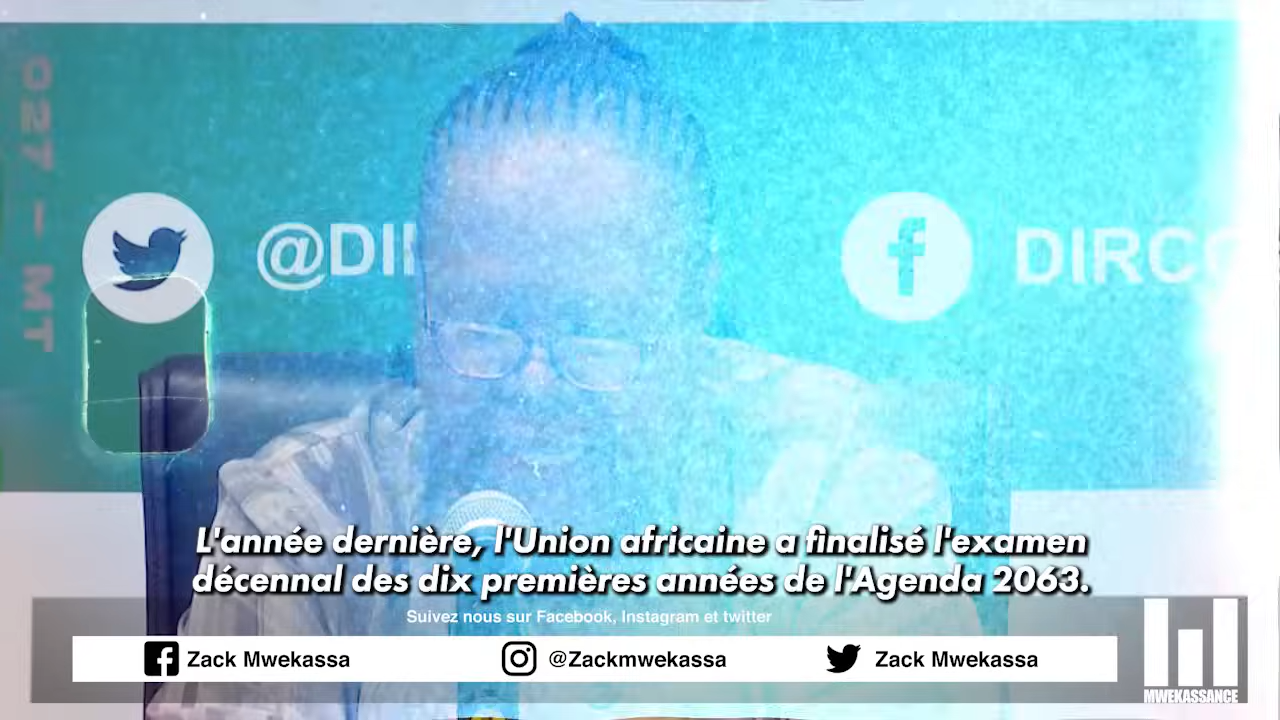 027 – MT
@DI
DIRCO
L'année dernière, l'Union africaine a finalisé l'examen
décennal des dix premières années de l'Agenda 2063.
Suivez nous sur Facebook, Instagram et twitter
Zack Mwekassa
@Zackmwekassa
Zack Mwekassa
MWEKASSANCE